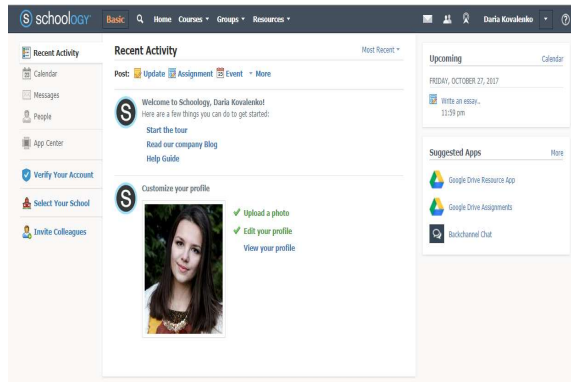 S schoology Basic Home Courses Groups Resources Daria Kovalenko ?
Recent Activity
Calendar
Messages
People
App Center
Verify Your Account
Select Your School
Invite Colleagues
Recent Activity Most Recent
Post: Update Assignment Event More
S Welcome to Schoology, Daria Kovalenko!
Here are a few things you can do to get started:
Start the tour
Read our company Blog
Help Guide
S Customize your profile
Upload a photo
Edit your profile
View your profile
Upcoming Calendar
FRIDAY, OCTOBER 27, 2017
Write an essay..
11:59 pm
Suggested Apps More
Google Drive Resource App
Google Drive Assignments
Backchannel Chat